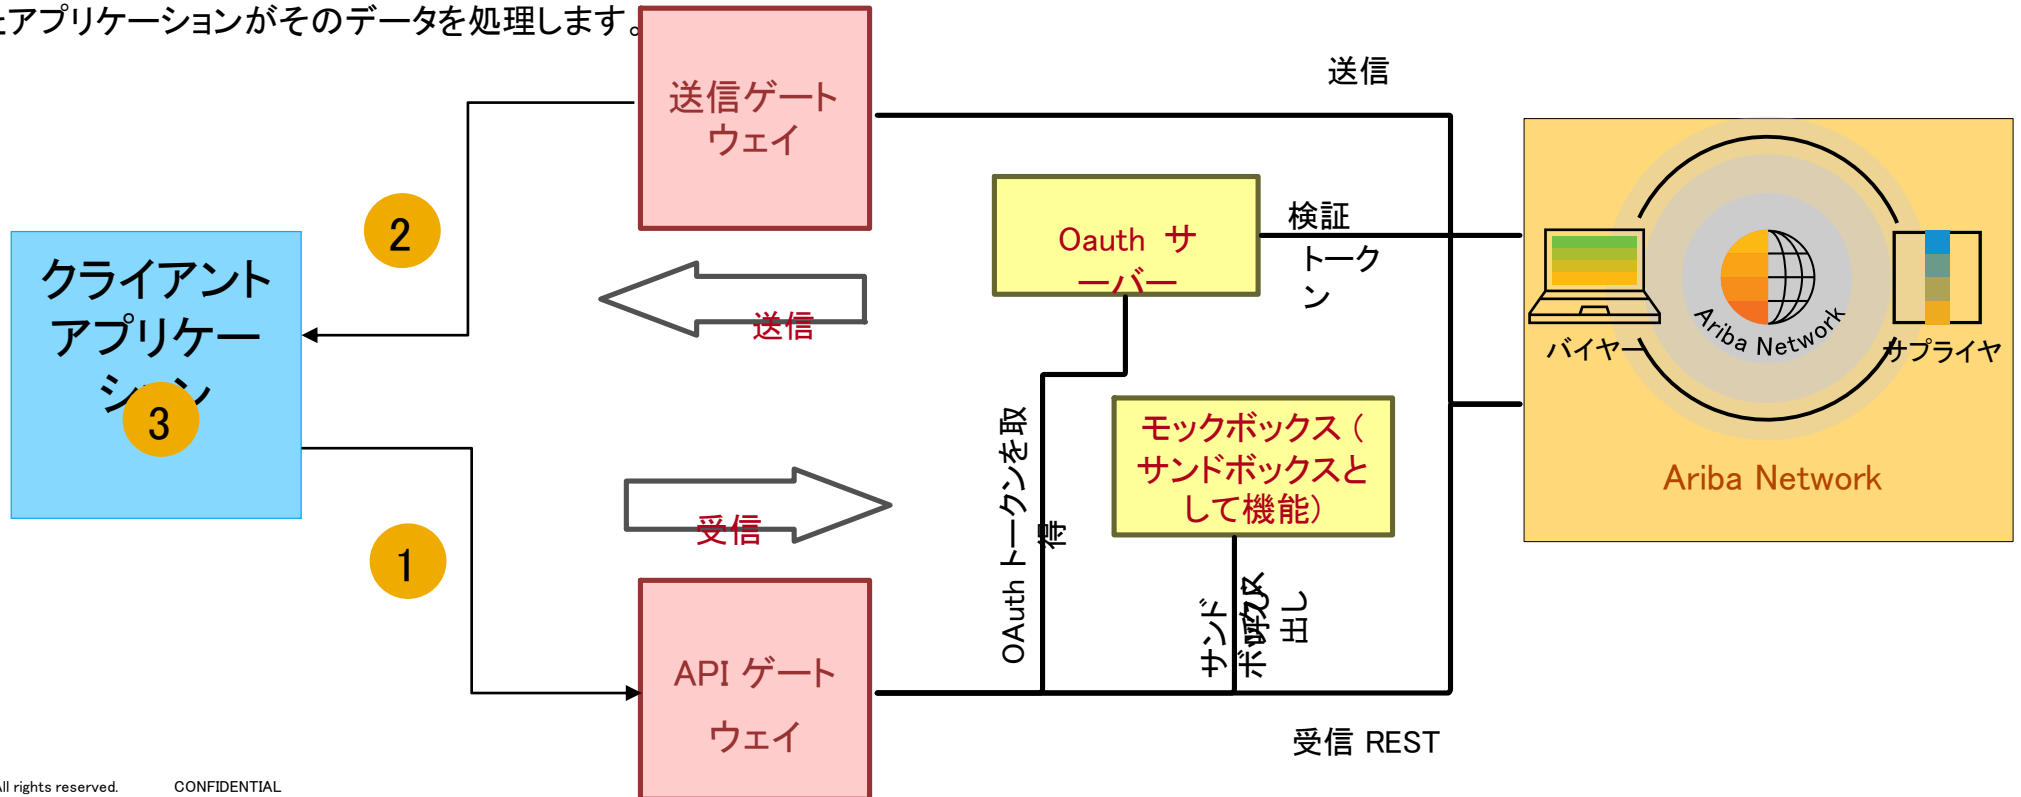 とアプリケーションがそのデータを処理します。
送信ゲート
ウェイ
送信
2
クライアント
アプリケー
ション
3
送信
Oauth サ
ーバー
検証
トーク
ン
バイヤー
Ariba Network
サプライヤ
Ariba Network
モックボックス (
サンドボックスと
して機能)
受信
1
OAuth トークンを取
得
サンド
ボックス
呼び
出し
API ゲート
ウェイ
受信 REST
All rights reserved.
CONFIDENTIAL